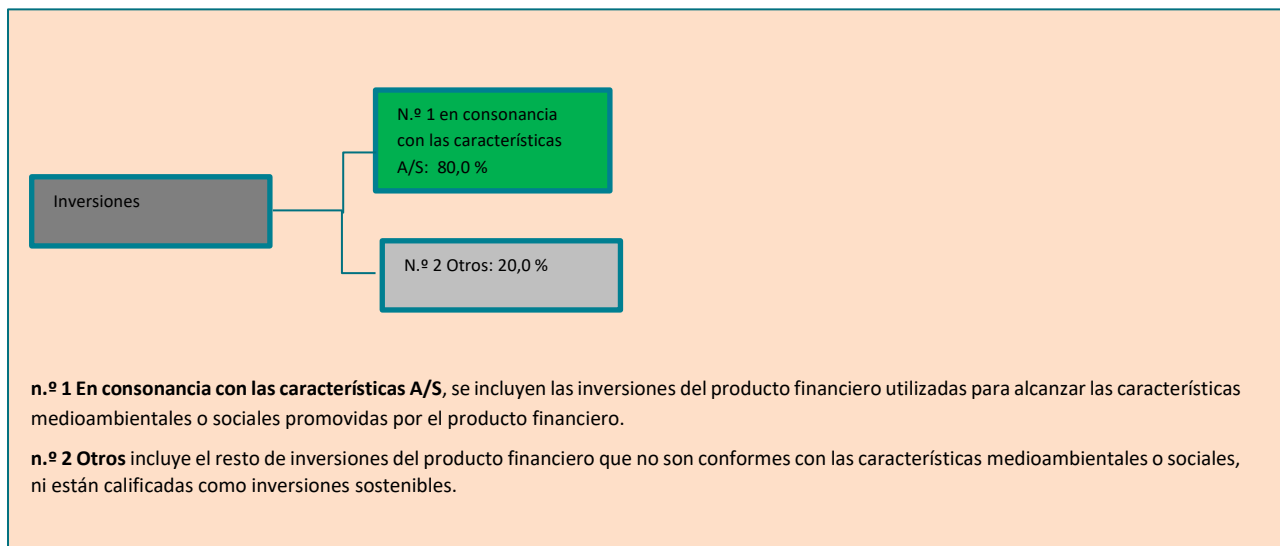 N.º 1 en consonancia
con las características
A/S:  80,0 %
Inversiones
N.º 2 Otros: 20,0 %
n.º 1 En consonancia con las características A/S, se incluyen las inversiones del producto financiero utilizadas para alcanzar las características
medioambientales o sociales promovidas por el producto financiero.
n.º 2 Otros incluye el resto de inversiones del producto financiero que no son conformes con las características medioambientales o sociales,
ni están calificadas como inversiones sostenibles.